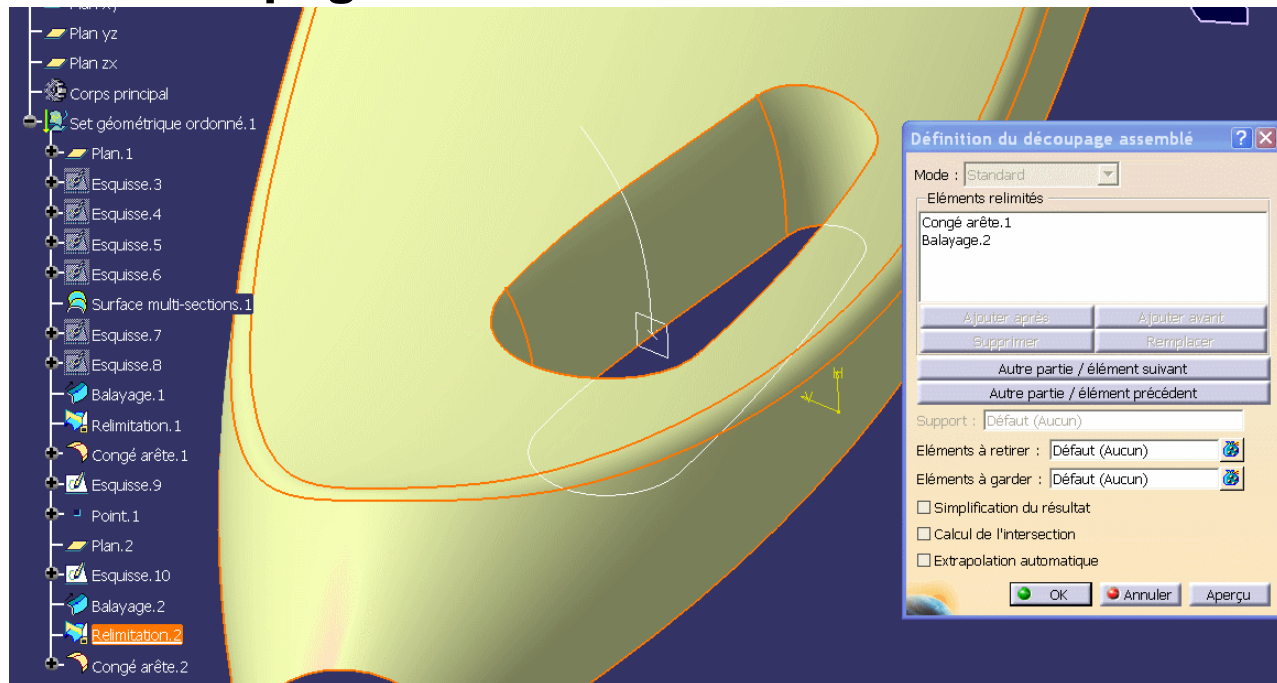 Plan yz
Plan zx
Corps principal
Set géométrique ordonné.1
Plan.1
Esquisse.3
Esquisse.4
Esquisse.5
Esquisse.6
Surface multi-sections.1
Esquisse.7
Esquisse.8
Balayage.1
Relimitation.1
Congé arête.1
Esquisse.9
Point.1
Plan.2
Esquisse.10
Balayage.2
Relimitation.2
Congé arête.2
Définition du découpage assemblé
Mode : Standard
Eléments relimités
Congé arête.1
Balayage.2
Ajouter après Ajouter avant
Supprimer Remplacer
Autre partie / élément suivant
Autre partie / élément précédent
Support : Défaut (Aucun)
Eléments à retirer : Défaut (Aucun)
Eléments à garder : Défaut (Aucun)
Simplification du résultat
Calcul de l'intersection
Extrapolation automatique
OK Annuler Aperçu